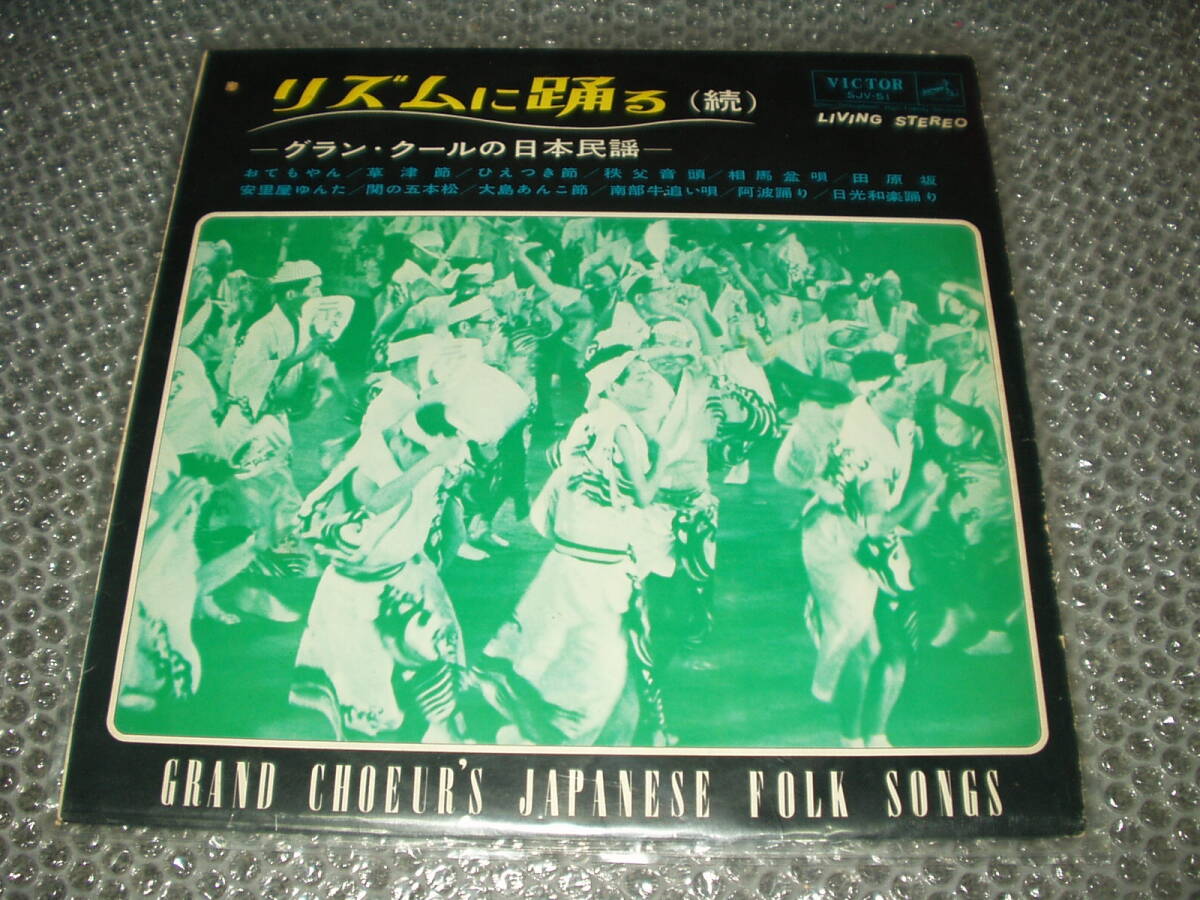 リズムに踊る（続）
VICTOR
SJV-51
LIVING STEREO
―グラン・クールの日本民謡―
おてもやん／草津節／ひえつき節／秩父音頭／相馬盆唄／田原坂
安里屋ゆんた／関の五本松／大島あんこ節／南部牛追い唄／阿波踊り／日光和楽踊り
GRAND CHOEUR'S JAPANESE FOLK SONGS